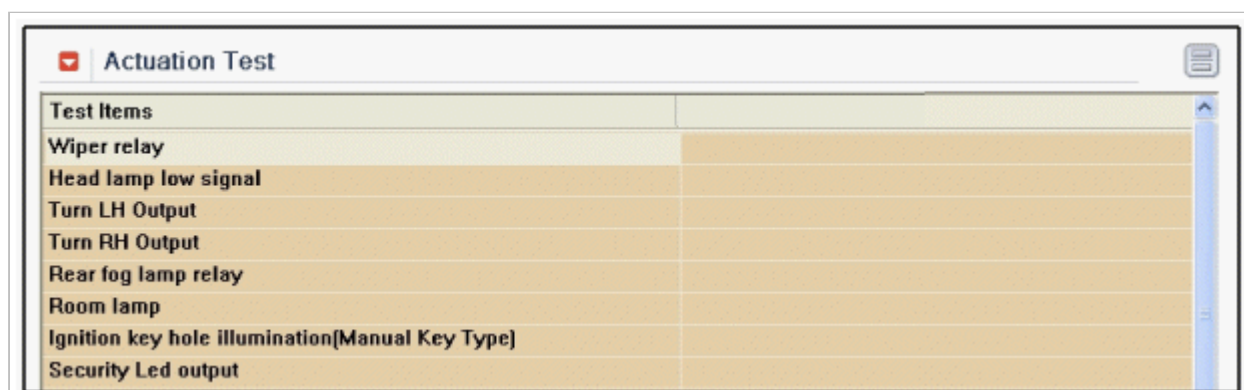 Actuation Test
Test Items
Wiper relay
Head lamp low signal
Turn LH Output
Turn RH Output
Rear fog lamp relay
Room lamp
Ignition key hole illumination(Manual Key Type)
Security Led output